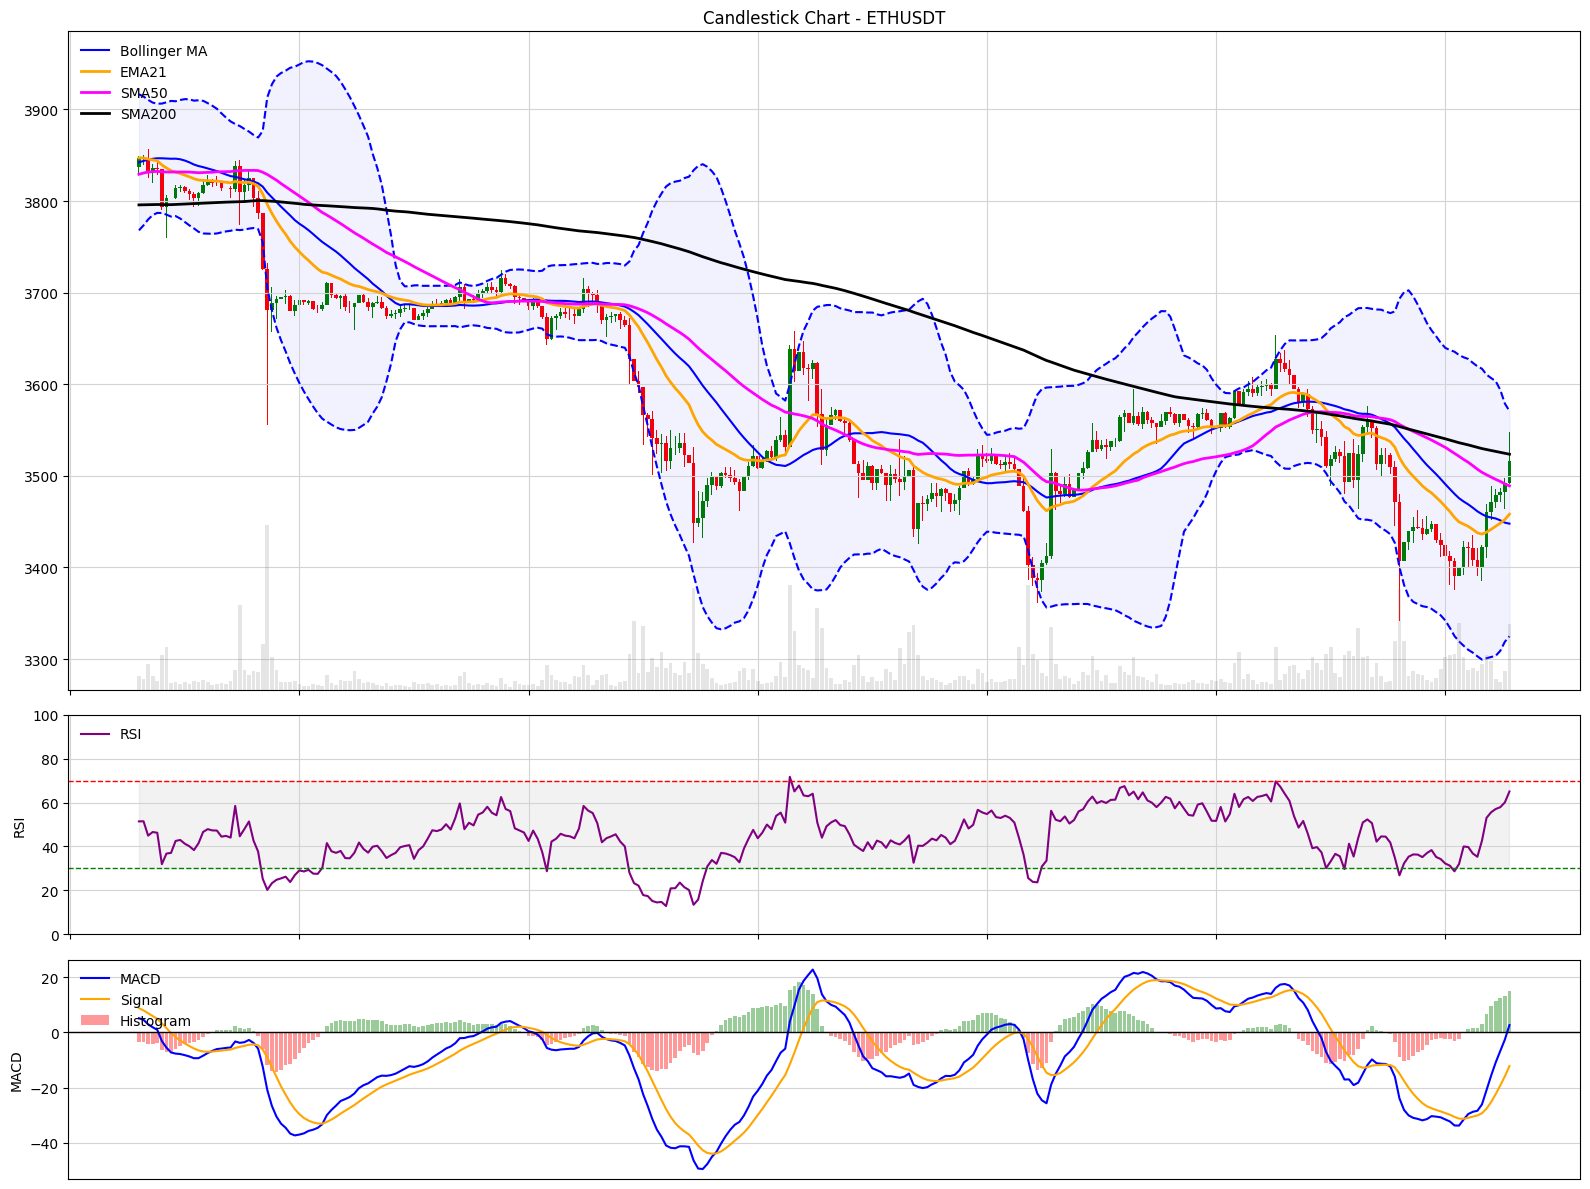 Candlestick Chart - ETHUSDT
Bollinger MA
EMA21
SMA50
SMA200
3900
3800
3700
3600
3500
3400
3300
RSI
100
80
60
40
20
0
RSI
MACD
Signal
Histogram
20
0
−20
−40
MACD